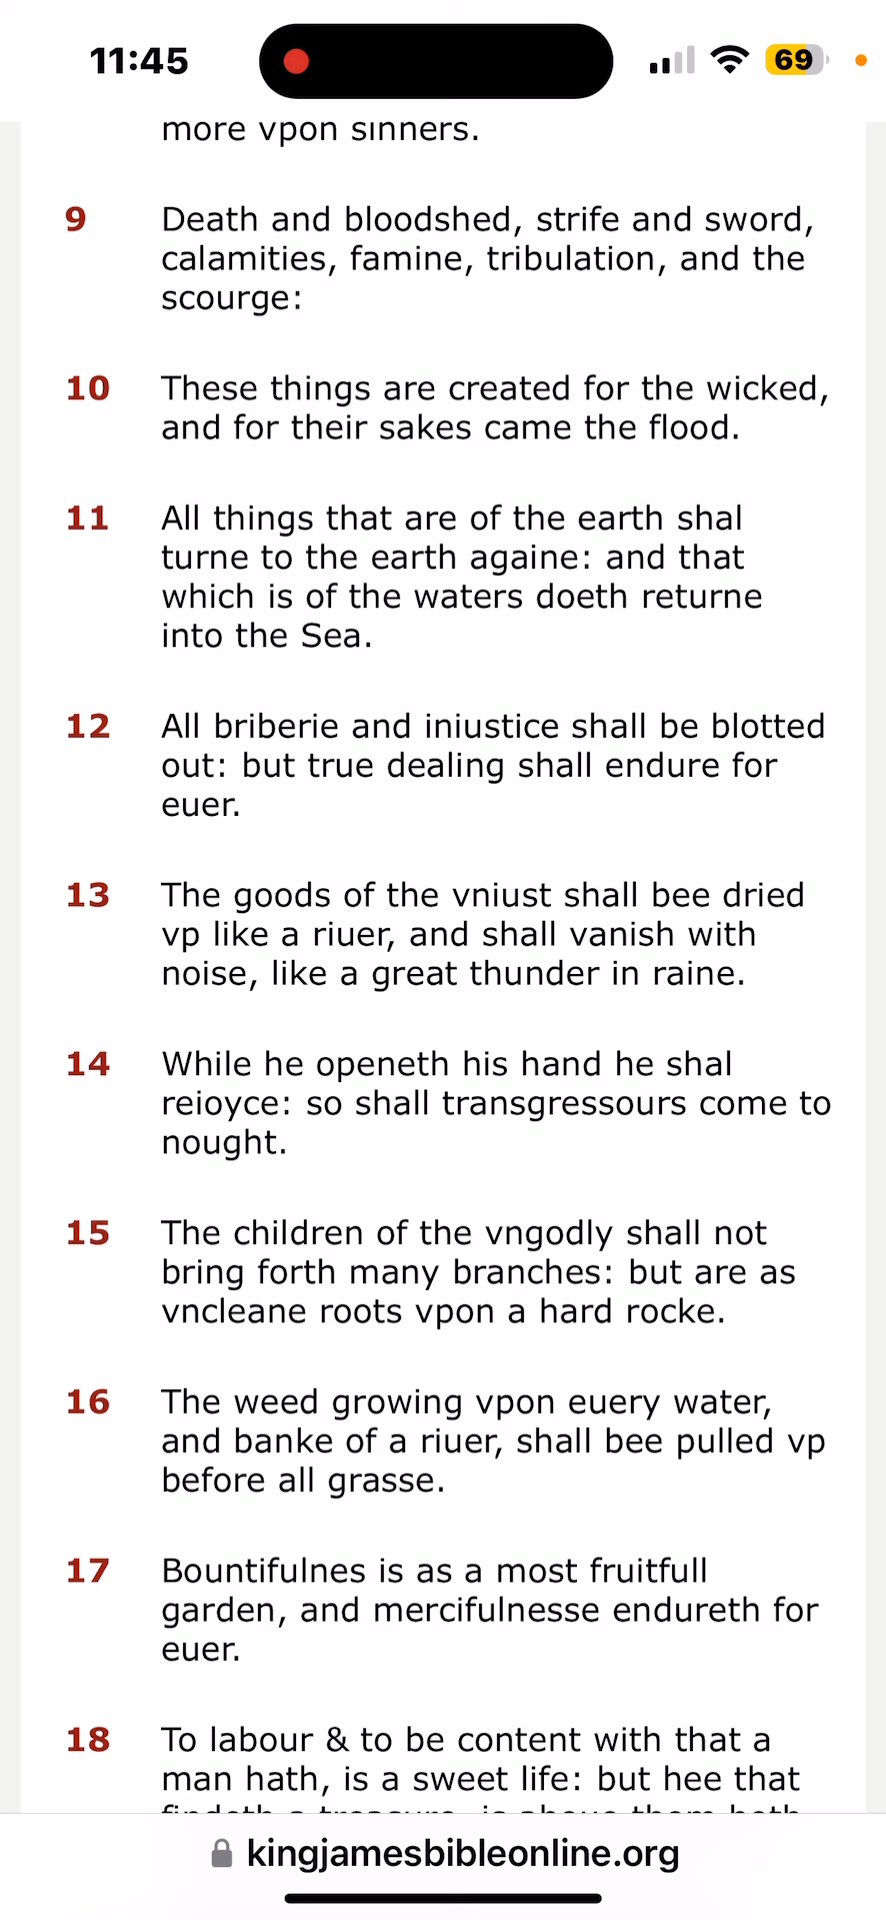 11:45
69
more vpon sinners.
9 Death and bloodshed, strife and sword,
calamities, famine, tribulation, and the
scourge:
10 These things are created for the wicked,
and for their sakes came the flood.
11 All things that are of the earth shal
turne to the earth againe: and that
which is of the waters doeth returne
into the Sea.
12 All briberie and iniustice shall be blotted
out: but true dealing shall endure for
euer.
13 The goods of the vniust shall bee dried
vp like a riuer, and shall vanish with
noise, like a great thunder in raine.
14 While he openeth his hand he shal
reioyce: so shall transgressours come to
nought.
15 The children of the vngodly shall not
bring forth many branches: but are as
vncleane roots vpon a hard rocke.
16 The weed growing vpon euery water,
and banke of a riuer, shall bee pulled vp
before all grasse.
17 Bountifulnes is as a most fruitfull
garden, and mercifulnesse endureth for
euer.
18 To labour & to be content with that a
man hath, is a sweet life: but hee that
findeth a treasure, is aboue them both.
kingjamesbibleonline.org